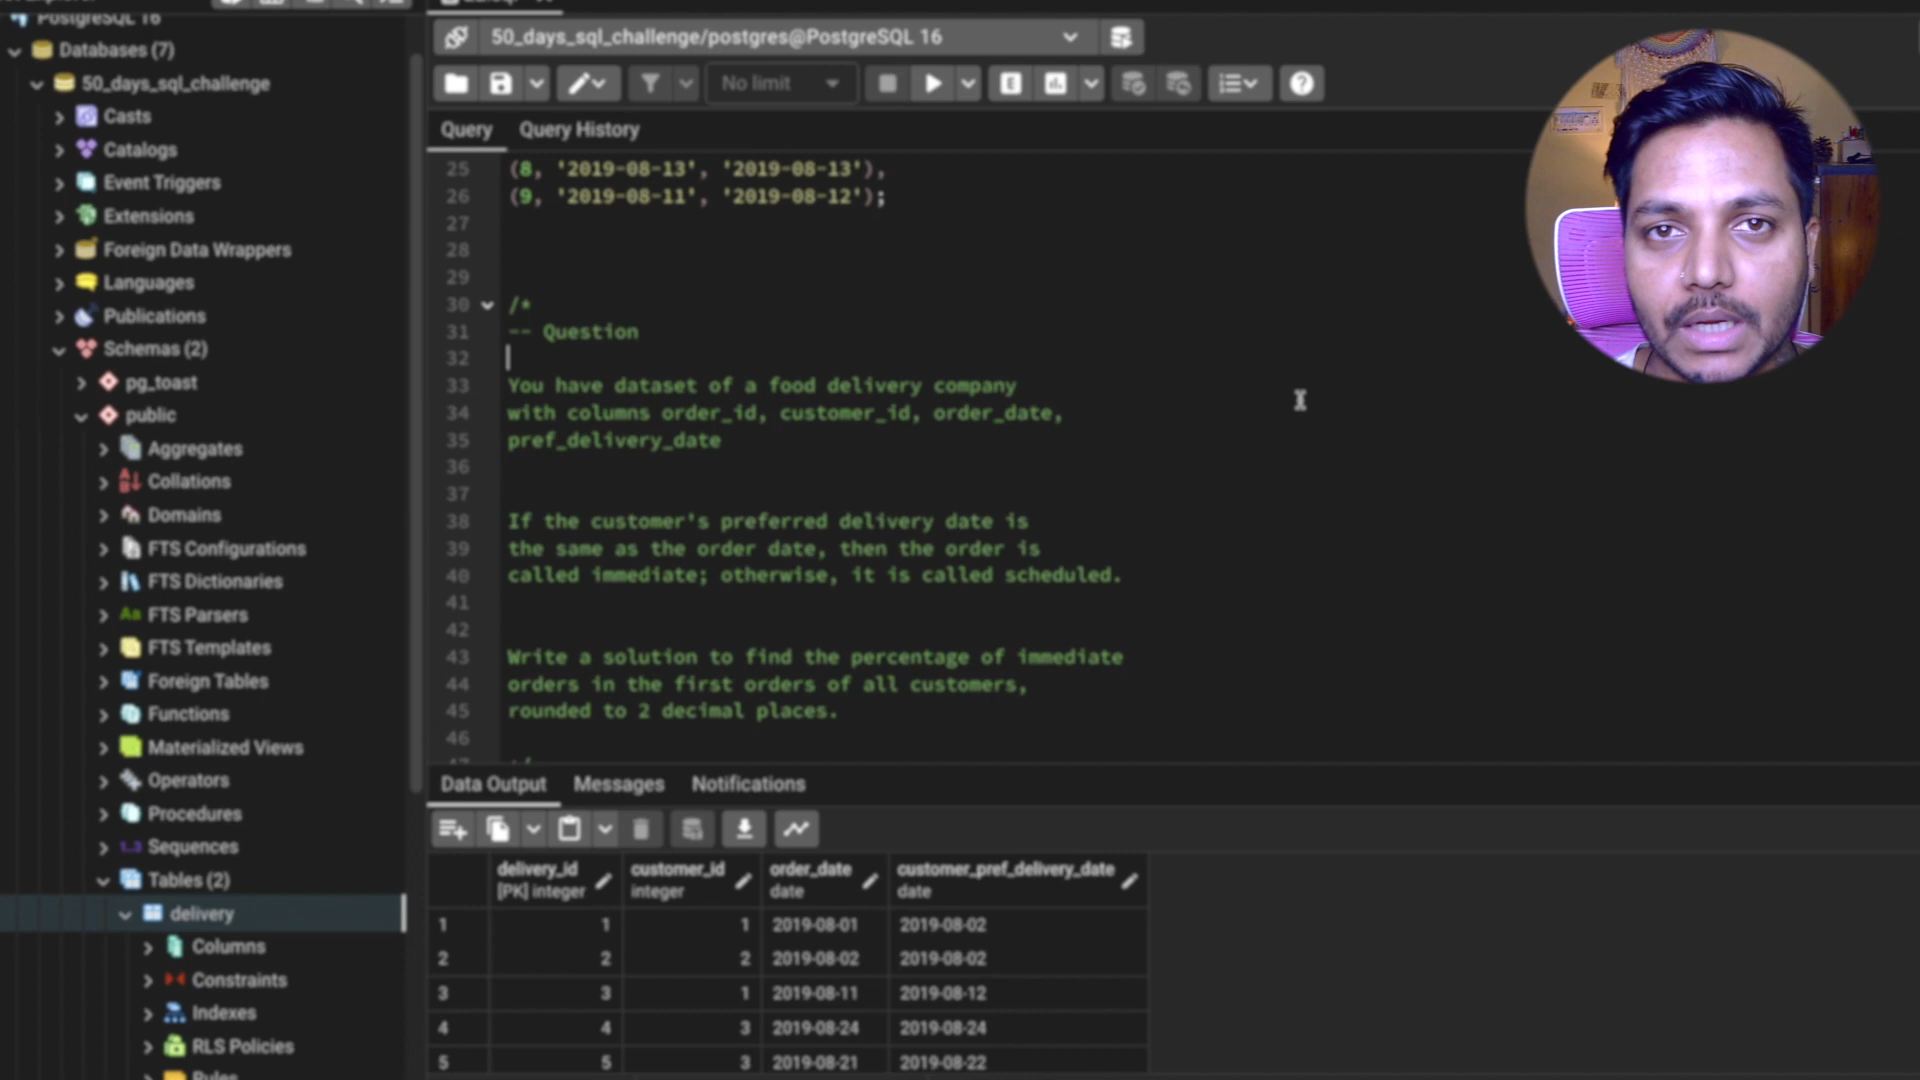 PostgreSQL 16
Databases (7)
50_days_sql_challenge
Casts
Catalogs
Event Triggers
Extensions
Foreign Data Wrappers
Languages
Publications
Schemas (2)
pg_toast
public
Aggregates
Collations
Domains
FTS Configurations
FTS Dictionaries
Aa FTS Parsers
FTS Templates
Foreign Tables
Functions
Materialized Views
Operators
Procedures
1..3 Sequences
Tables (2)
delivery
Columns
Constraints
Indexes
RLS Policies
Rules
50_days_sql_challenge/postgres@PostgreSQL 16
No limit
E
Query Query History
25 (8, '2019-08-13', '2019-08-13'),
26 (9, '2019-08-11', '2019-08-12');
27
28
29
30 /*
31 -- Question
32
33 You have dataset of a food delivery company
34 with columns order_id, customer_id, order_date,
35 pref_delivery_date
36
37
38 If the customer's preferred delivery date is
39 the same as the order date, then the order is
40 called immediate; otherwise, it is called scheduled.
41
42
43 Write a solution to find the percentage of immediate
44 orders in the first orders of all customers,
45 rounded to 2 decimal places.
46
Data Output Messages Notifications
delivery_id customer_id order_date customer_pref_delivery_date
[PK] integer integer date date
1 1 1 2019-08-01 2019-08-02
2 2 2 2019-08-02 2019-08-02
3 3 1 2019-08-11 2019-08-12
4 4 3 2019-08-24 2019-08-24
5 5 3 2019-08-21 2019-08-22